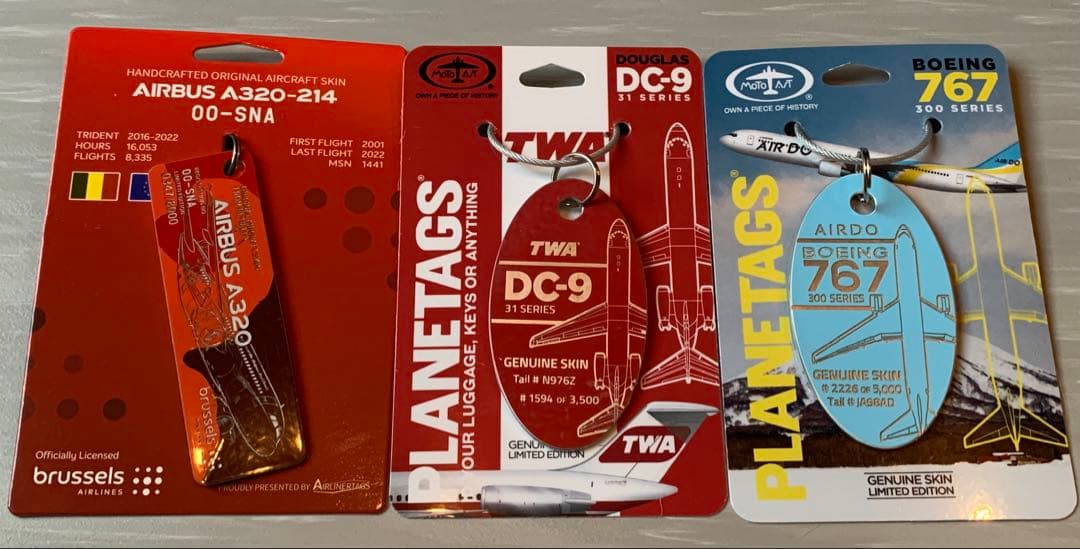 HANDCRAFTED ORIGINAL AIRCRAFT SKIN
AIRBUS A320-214
OO-SNA
TRIDENT 2016-2022
HOURS 16,053
FLIGHTS 8,335
FIRST FLIGHT 2001
LAST FLIGHT 2022
MSN 1441
OO-SNA
AIRBUS A320
brussels
Officially Licensed
brussels
AIRLINES
PROUDLY PRESENTED BY AIRLINERTAGS
MOTOART
OWN A PIECE OF HISTORY
DOUGLAS
DC-9
31 SERIES
TWA
PLANETAGS®
YOUR LUGGAGE, KEYS OR ANYTHING
TWA
DC-9
31 SERIES
GENUINE SKIN
Tail # N976Z
# 1594 OF 3,500
LIMITED EDITION
TWA
MOTOART
OWN A PIECE OF HISTORY
BOEING
767
300 SERIES
AIR DO
AIR DO
PLANETAGS®
AIRDO
BOEING
767
300 SERIES
GENUINE SKIN
# 2226 OF 5,000
Tail # JA98AD
GENUINE SKIN
LIMITED EDITION